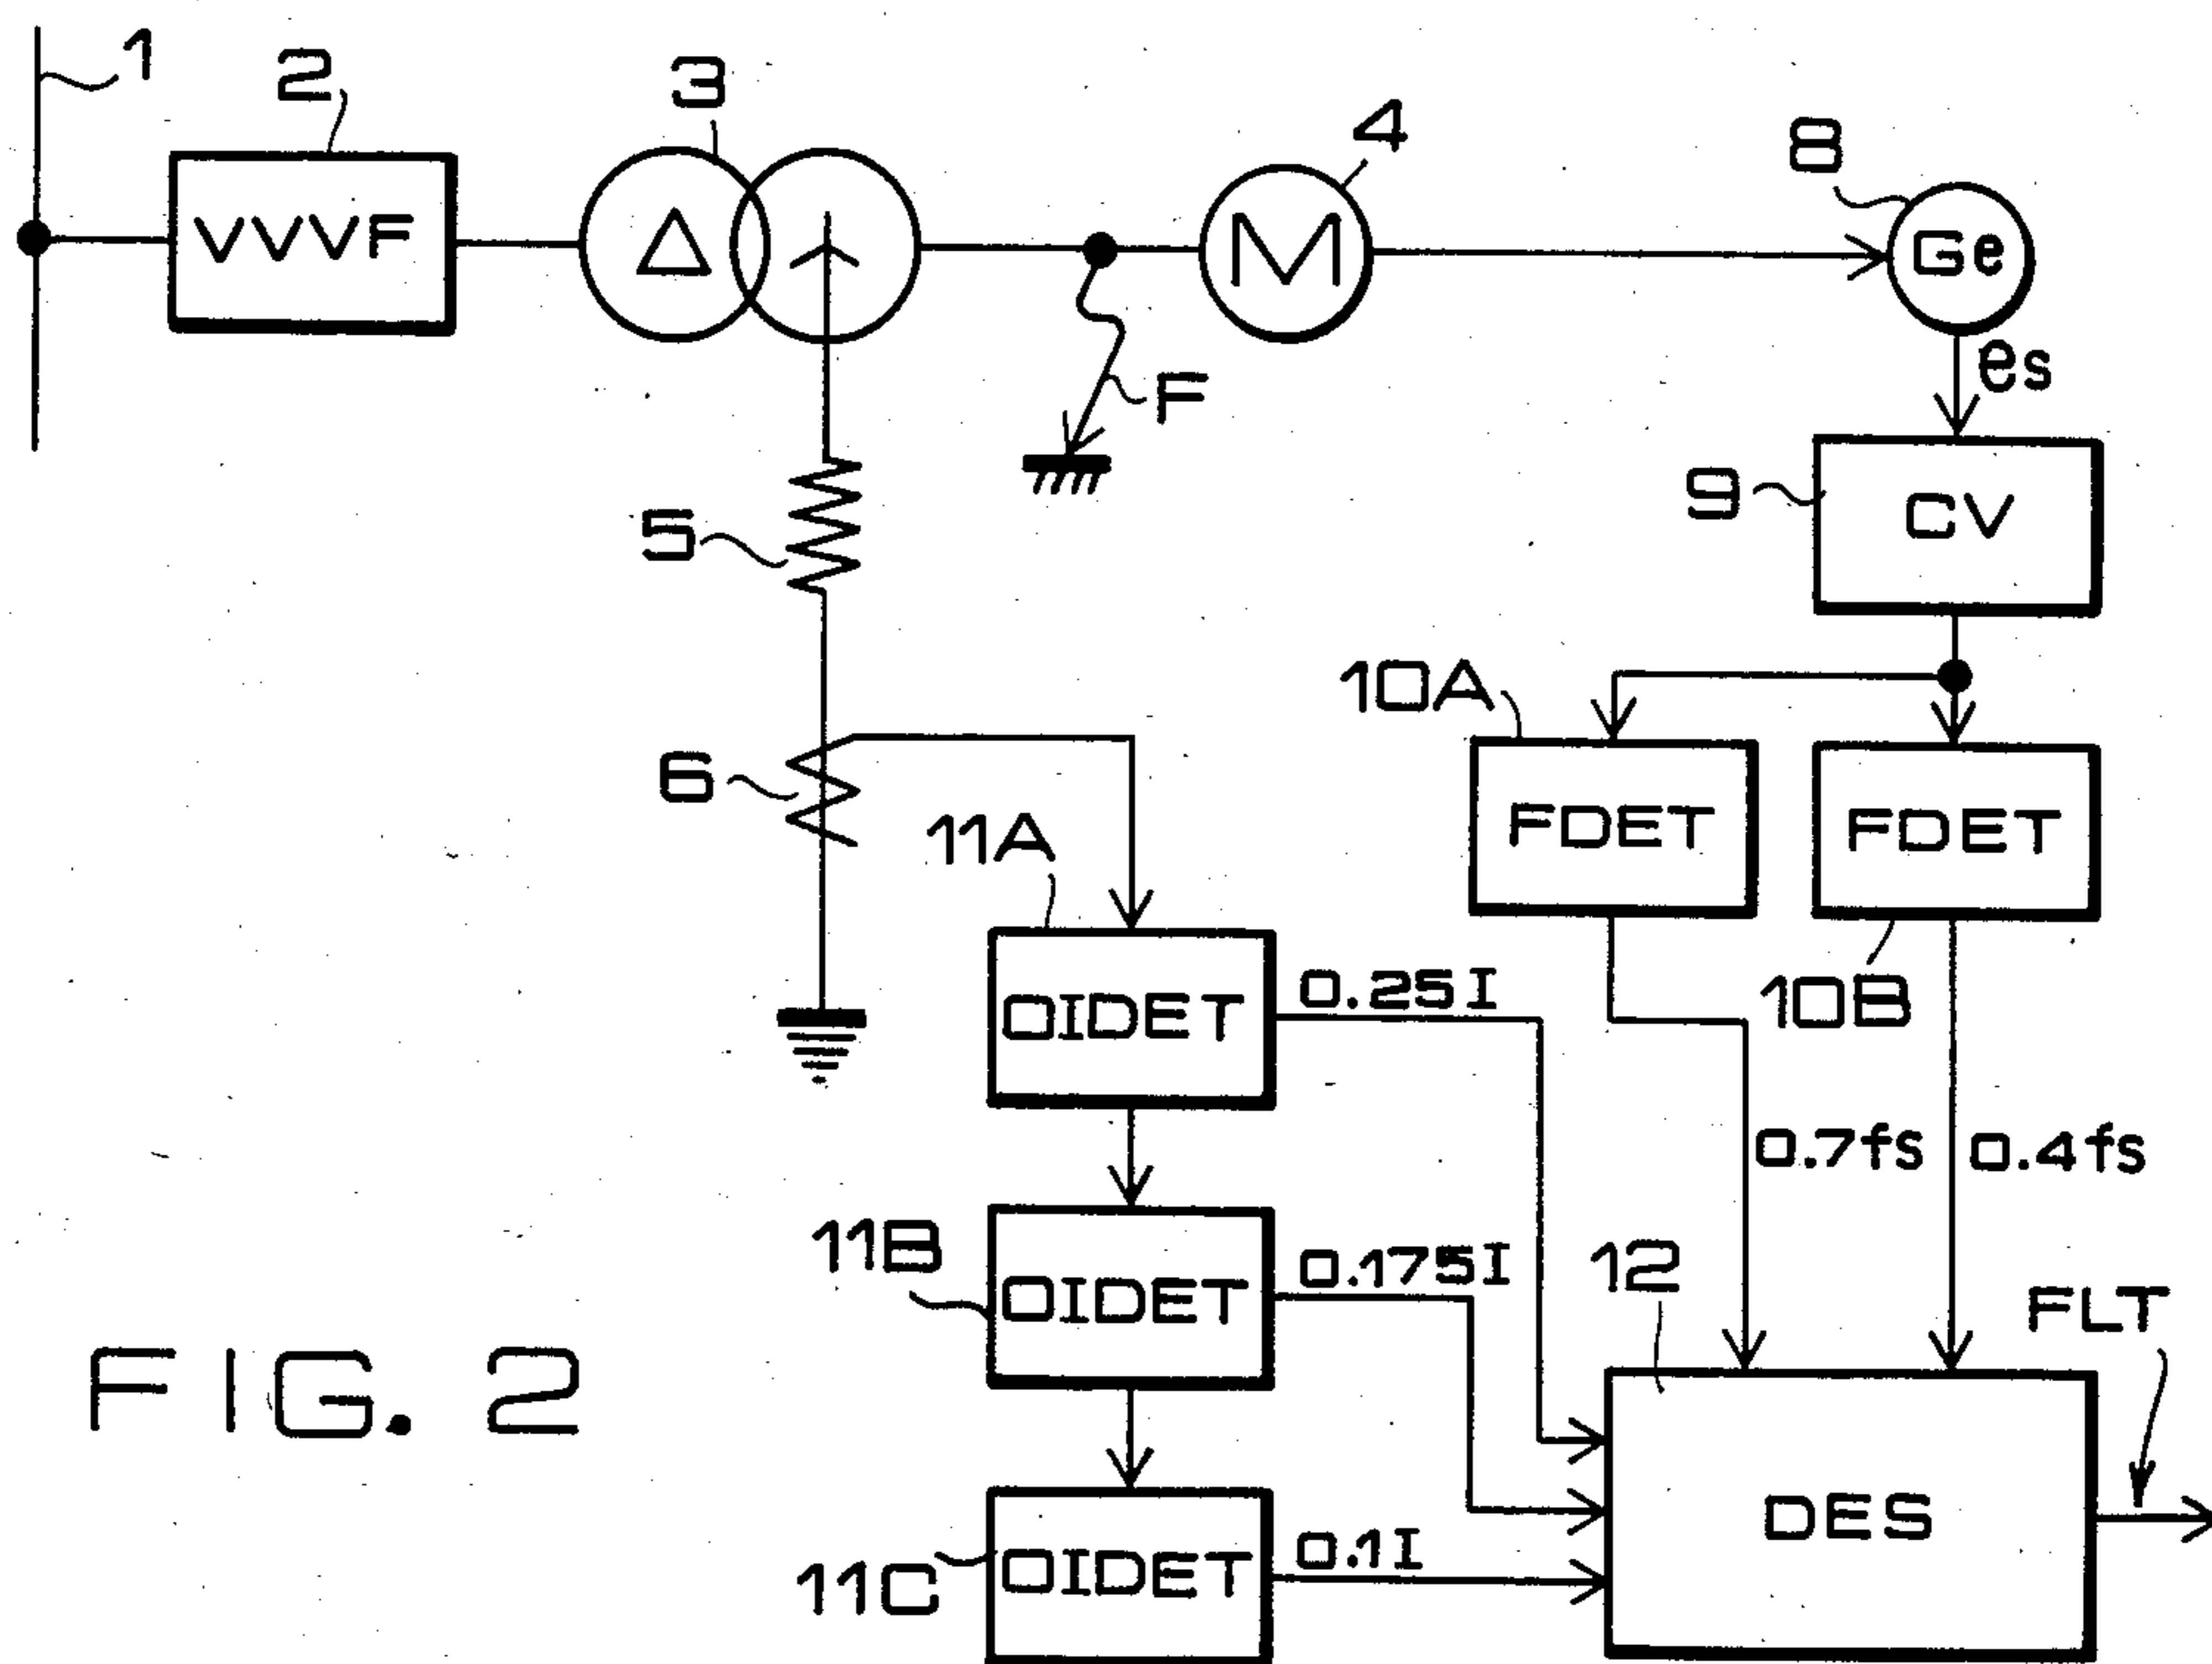 1
2
3
4
8
VVVF
Δ
M
Ge
es
F
9
CV
5
10A
6
11A
FDET
FDET
OIDET
0.25I
10B
0.7fs
0.4fs
11B
OIDET
0.175I
12
FLT
FIG. 2
DES
11C
OIDET
0.1I